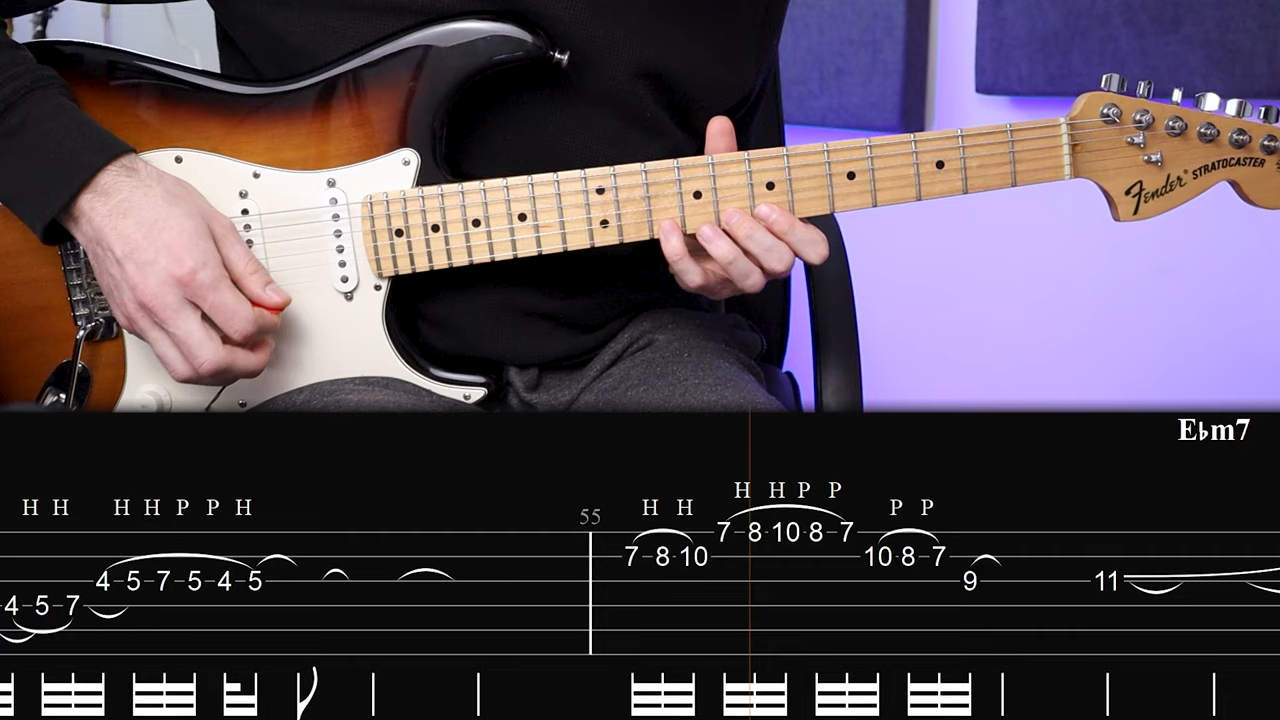 Fender STRATOCASTER
E♭m7
H H H H P P H
55
H H H H P P P P
7 8 10 8 7
7 8 10 10 8 7
4 5 7 5 4 5 9 11
4 5 7